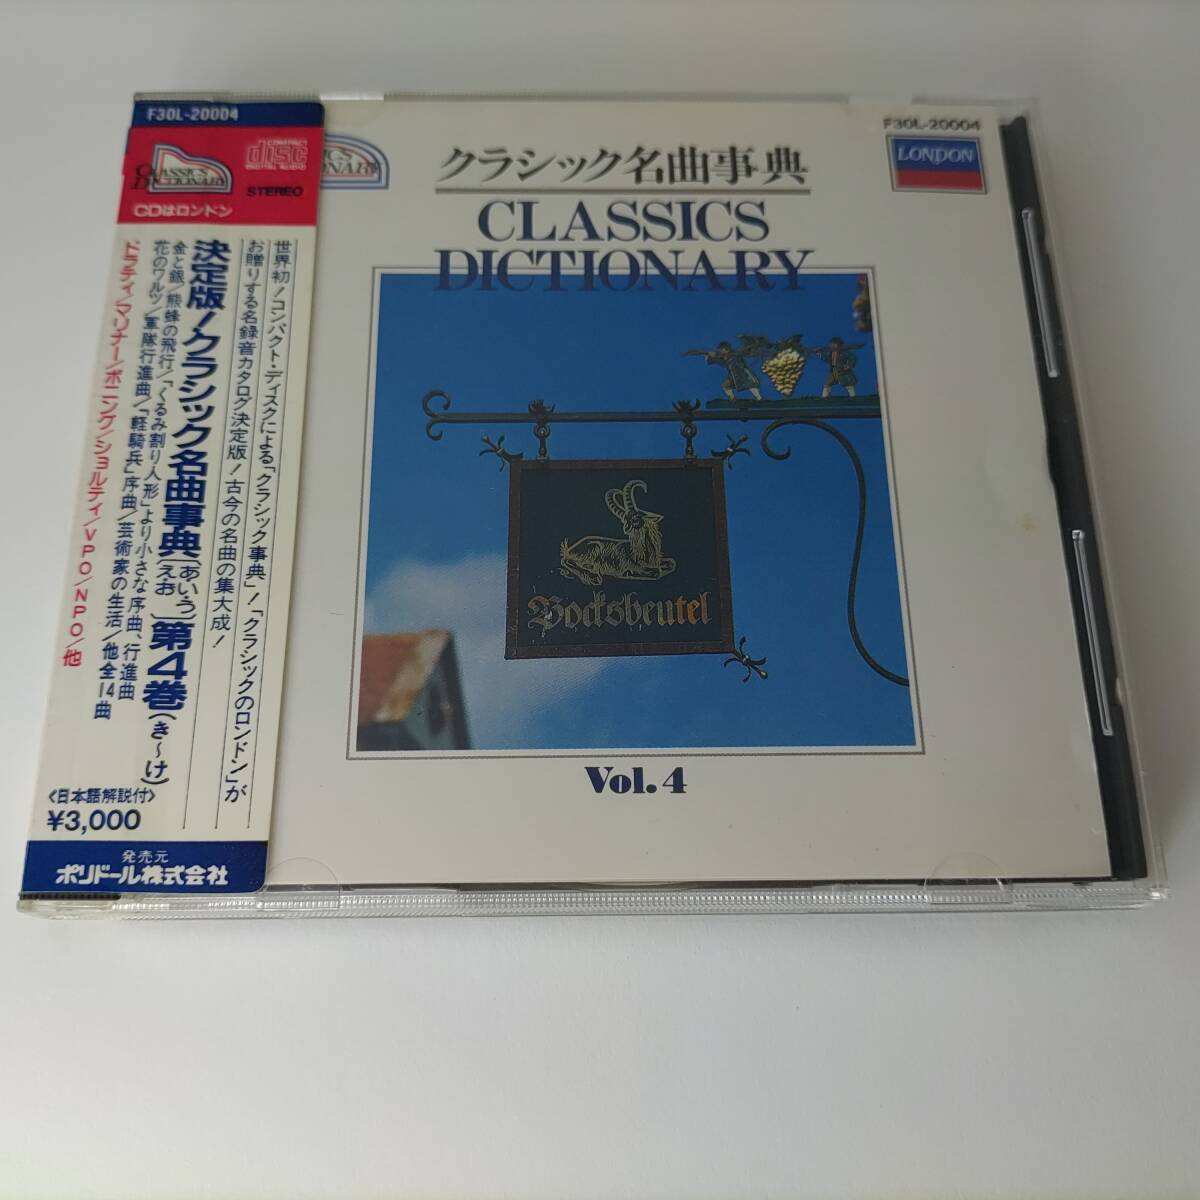 F30L-20004
CLASSICS
DICTIONARY
COMPACT
disc
DIGITAL AUDIO
STEREO
CDはロンドン
世界初!コンパクト・ディスクによる「クラシック事典」!「クラシックのロンドン」が
お贈りする名録音カタログ決定版!古今の名曲の集大成!
決定版!クラシック名曲事典[あい・う][えお]第4巻(き〜け)
金と銀/熊蜂の飛行/「くるみ割り人形」より小さな序曲、行進曲
花のワルツ/軍隊行進曲/「軽騎兵」序曲/芸術家の生活/他全14曲
ドラティ/マリナー/ボニング/ショルティ/VPO/NPO/他
〈日本語解説付〉
¥3,000
発売元
ポリドール株式会社
F30L-20004
LONDON
クラシック名曲事典
CLASSICS
DICTIONARY
Bocksbeutel
Vol.4